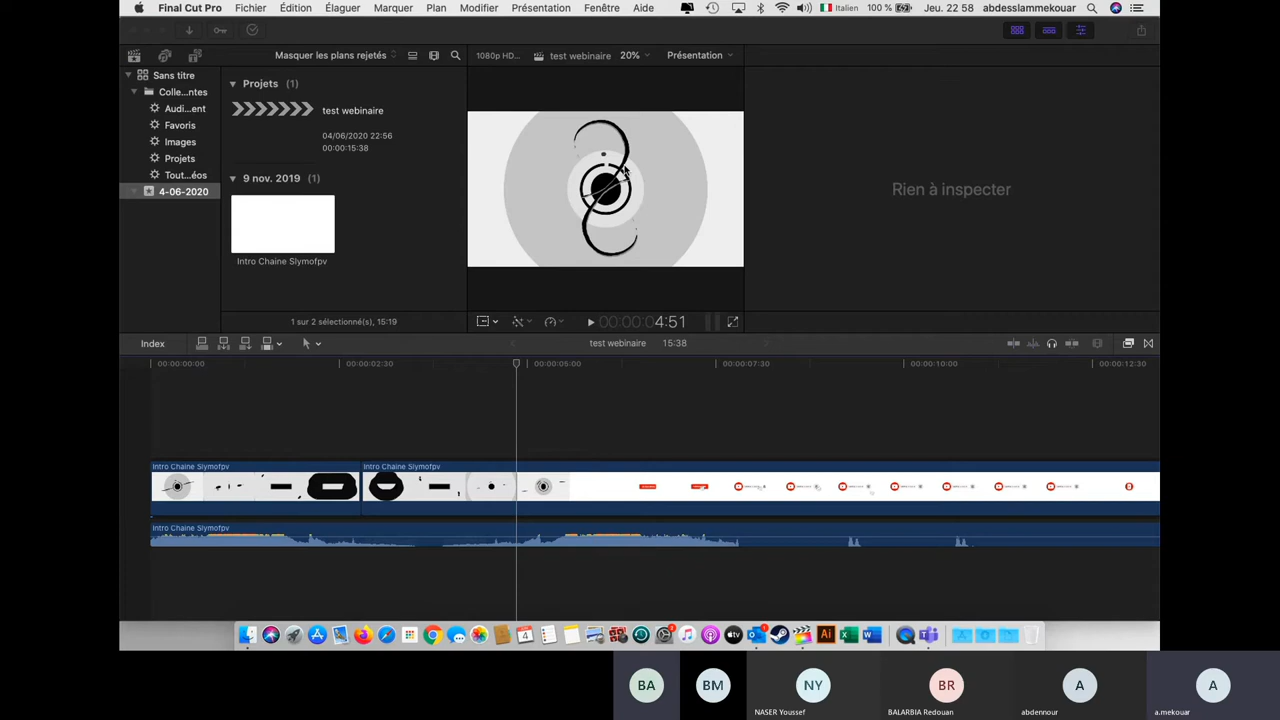 Final Cut Pro Fichier Édition Élaguer Marquer Plan Modifier Présentation Fenêtre Aide Italien 100 % Jeu. 22 58 abdesslammekouar
Masquer les plans rejetés 1080p HD... test webinaire 20% Présentation
Sans titre
Colle...ntes
Audi...ent
Favoris
Images
Projets
Tout...éos
4-06-2020
Projets (1)
test webinaire
04/06/2020 22:56
00:00:15:38
9 nov. 2019 (1)
Intro Chaine Slymofpv
1 sur 2 sélectionné(s), 15:19
00:00:04:51
Rien à inspecter
Index test webinaire 15:38
00:00:00:00 00:00:02:30 00:00:05:00 00:00:07:30 00:00:10:00 00:00:12:30
Intro Chaine Slymofpv Intro Chaine Slymofpv
Intro Chaine Slymofpv
BA BM NY BR A A
NASER Youssef BALARBIA Redouan abdennour a.mekouar